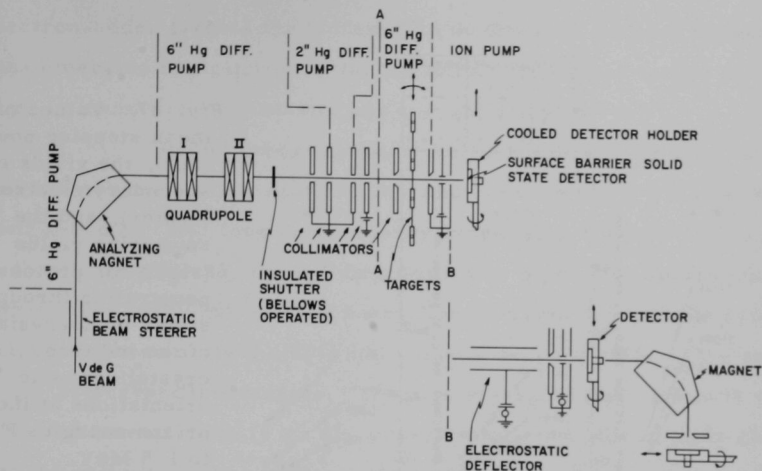 A
6" Hg DIFF.
PUMP
2" Hg DIFF.
PUMP
6" Hg DIFF.
PUMP
ION PUMP
COOLED DETECTOR HOLDER
SURFACE BARRIER SOLID
STATE DETECTOR
I
II
QUADRUPOLE
6" Hg DIFF. PUMP
ANALYZING
NAGNET
COLLIMATORS
A
TARGETS
B
INSULATED
SHUTTER
(BELLOWS
OPERATED)
ELECTROSTATIC
BEAM STEERER
V de G
BEAM
DETECTOR
MAGNET
B
ELECTROSTATIC
DEFLECTOR